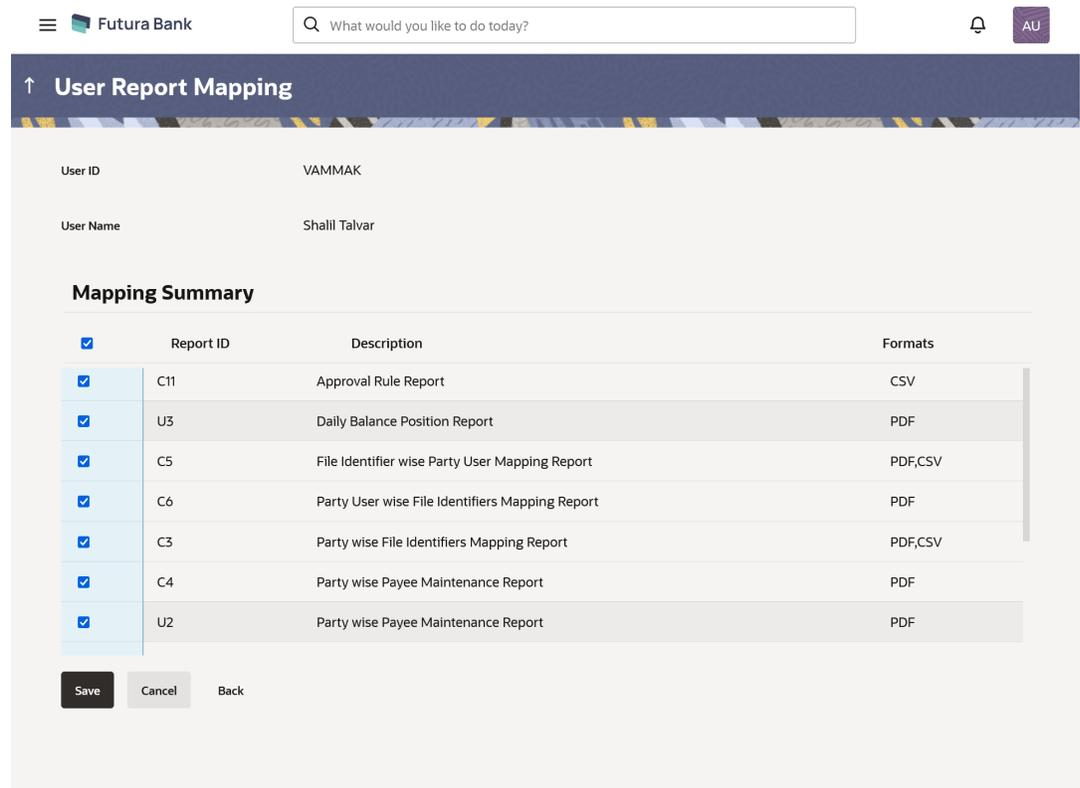 Futura Bank
What would you like to do today?
AU
User Report Mapping
User ID VAMMAK
User Name Shalil Talvar
Mapping Summary
Report ID Description Formats
C11 Approval Rule Report CSV
U3 Daily Balance Position Report PDF
C5 File Identifier wise Party User Mapping Report PDF,CSV
C6 Party User wise File Identifiers Mapping Report PDF
C3 Party wise File Identifiers Mapping Report PDF,CSV
C4 Party wise Payee Maintenance Report PDF
U2 Party wise Payee Maintenance Report PDF
Save Cancel Back